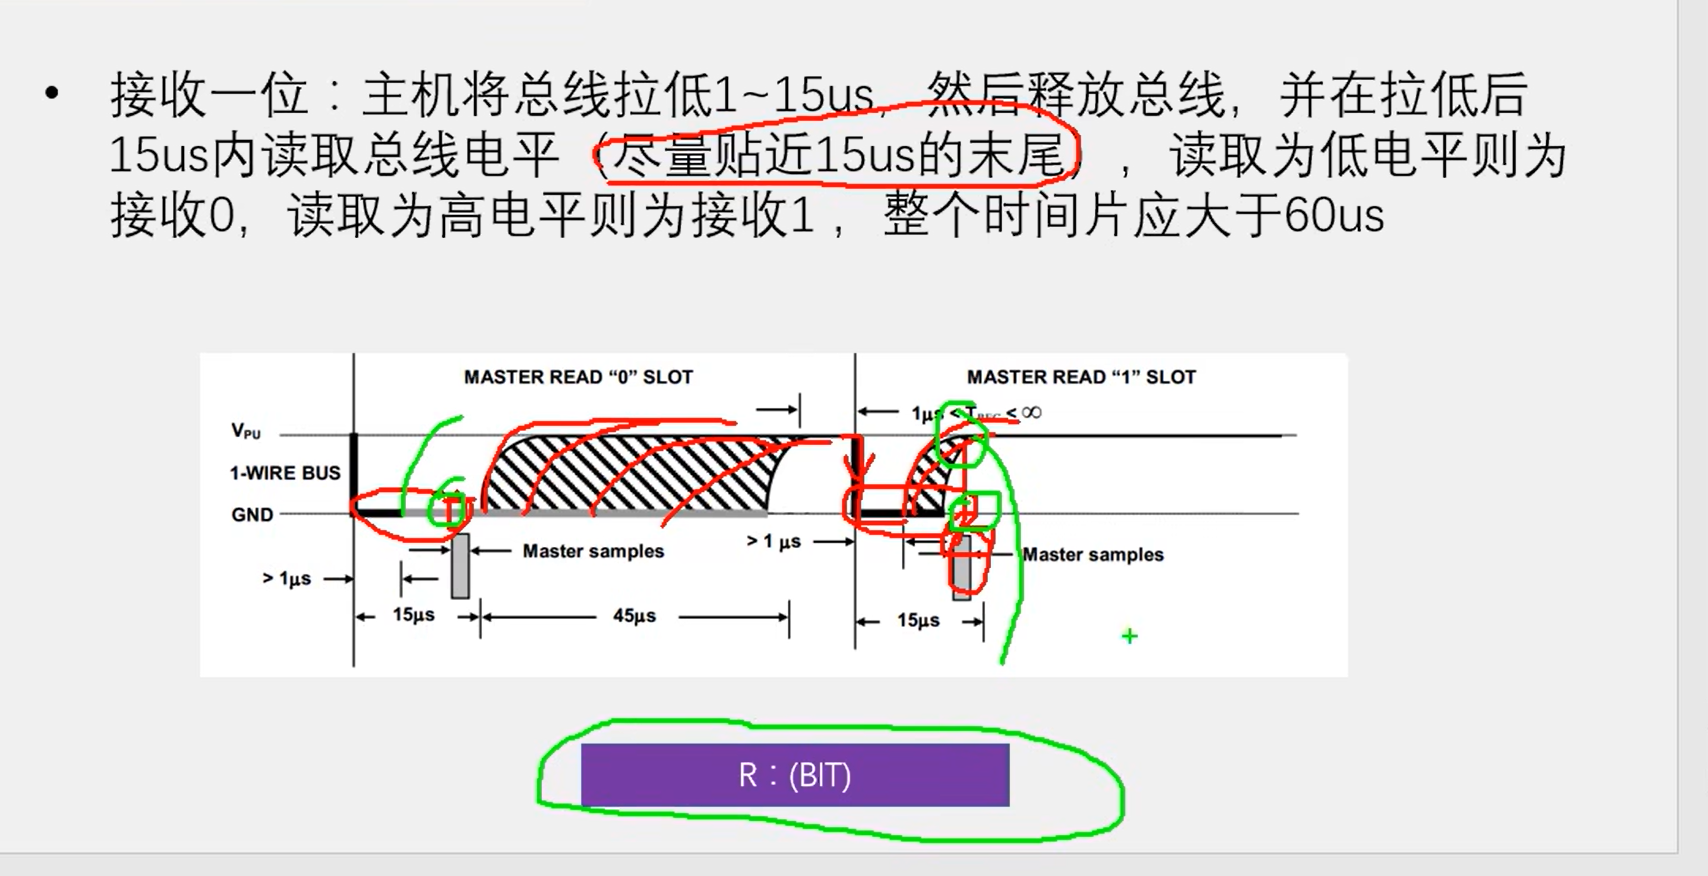 • 接收一位：主机将总线拉低1~15us，然后释放总线，并在拉低后
15us内读取总线电平（尽量贴近15us的末尾），读取为低电平则为
接收0，读取为高电平则为接收1，整个时间片应大于60us
MASTER READ “0” SLOT
MASTER READ “1” SLOT
1µs < TREC < ∞
VPU
1-WIRE BUS
GND
> 1 µs
Master samples
Master samples
> 1µs
15µs
45µs
15µs
R：(BIT)